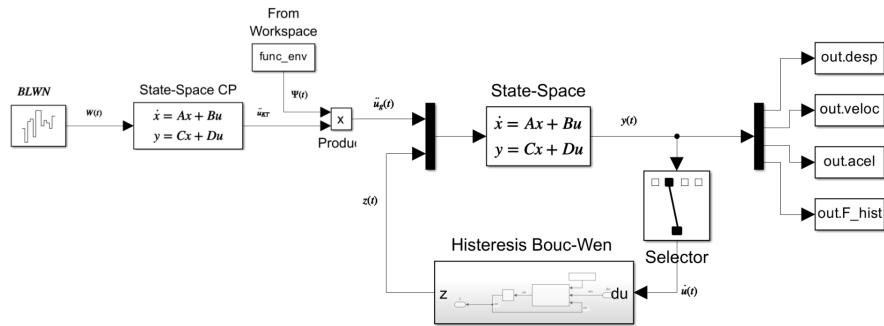 From
Workspace
func_env
BLWN
W(t)
State-Space CP
ẋ = Ax + Bu
y = Cx + Du
ü_KT
Ψ(t)
x
Produ
ü_g(t)
State-Space
ẋ = Ax + Bu
y = Cx + Du
y(t)
out.desp
out.veloc
out.acel
out.F_hist
Selector
z(t)
Histeresis Bouc-Wen
z
du
u̇(t)